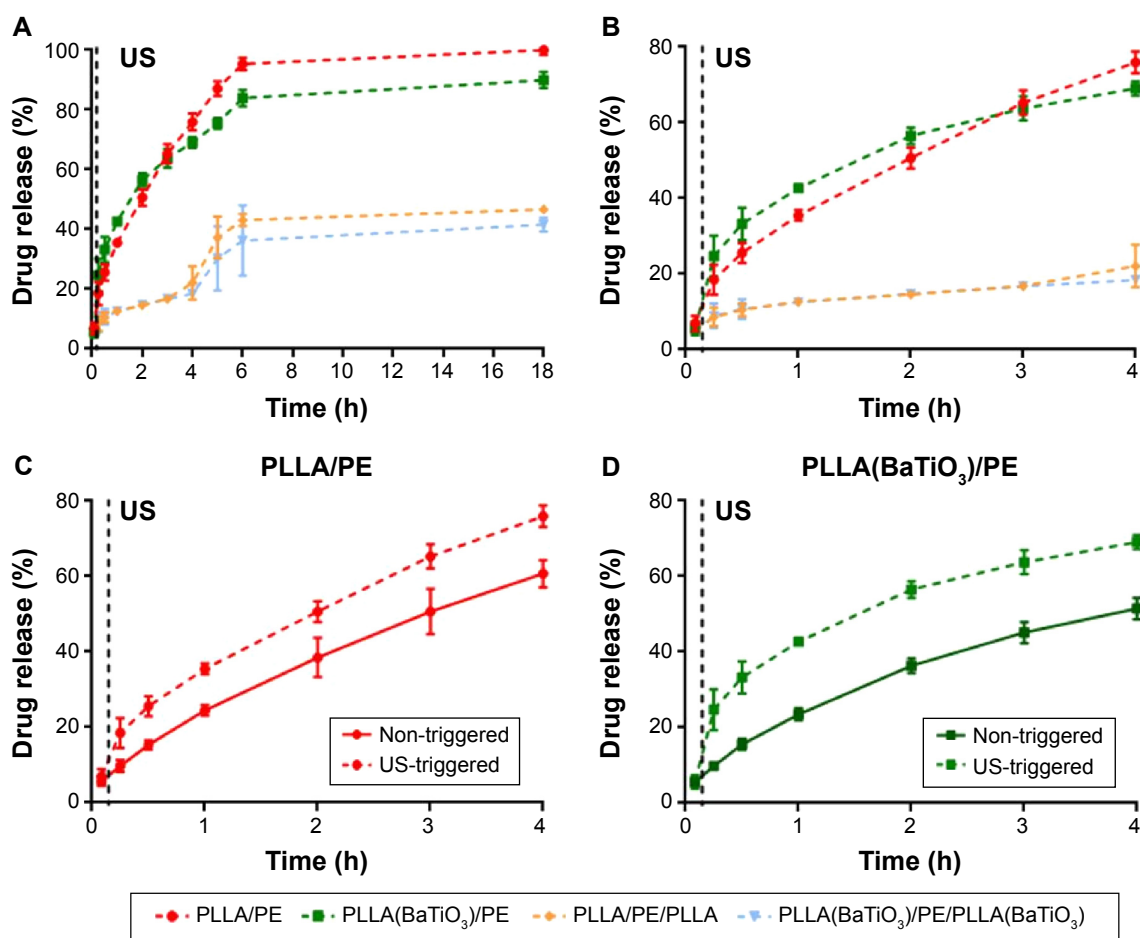 A
US
Drug release (%)
100
80
60
40
20
0
0 2 4 6 8 10 12 14 16 18
Time (h)
B
US
Drug release (%)
80
60
40
20
0
0 1 2 3 4
Time (h)
C
PLLA/PE
US
Drug release (%)
80
60
40
20
0
0 1 2 3 4
Time (h)
Non-triggered
US-triggered
D
PLLA(BaTiO₃)/PE
US
Drug release (%)
80
60
40
20
0
0 1 2 3 4
Time (h)
Non-triggered
US-triggered
PLLA/PE PLLA(BaTiO₃)/PE PLLA/PE/PLLA PLLA(BaTiO₃)/PE/PLLA(BaTiO₃)